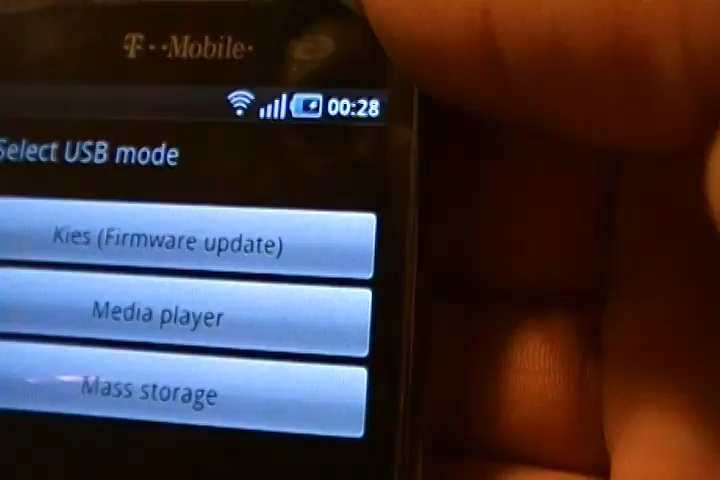 T··Mobile·
00:28
Select USB mode
Kies (Firmware update)
Media player
Mass storage